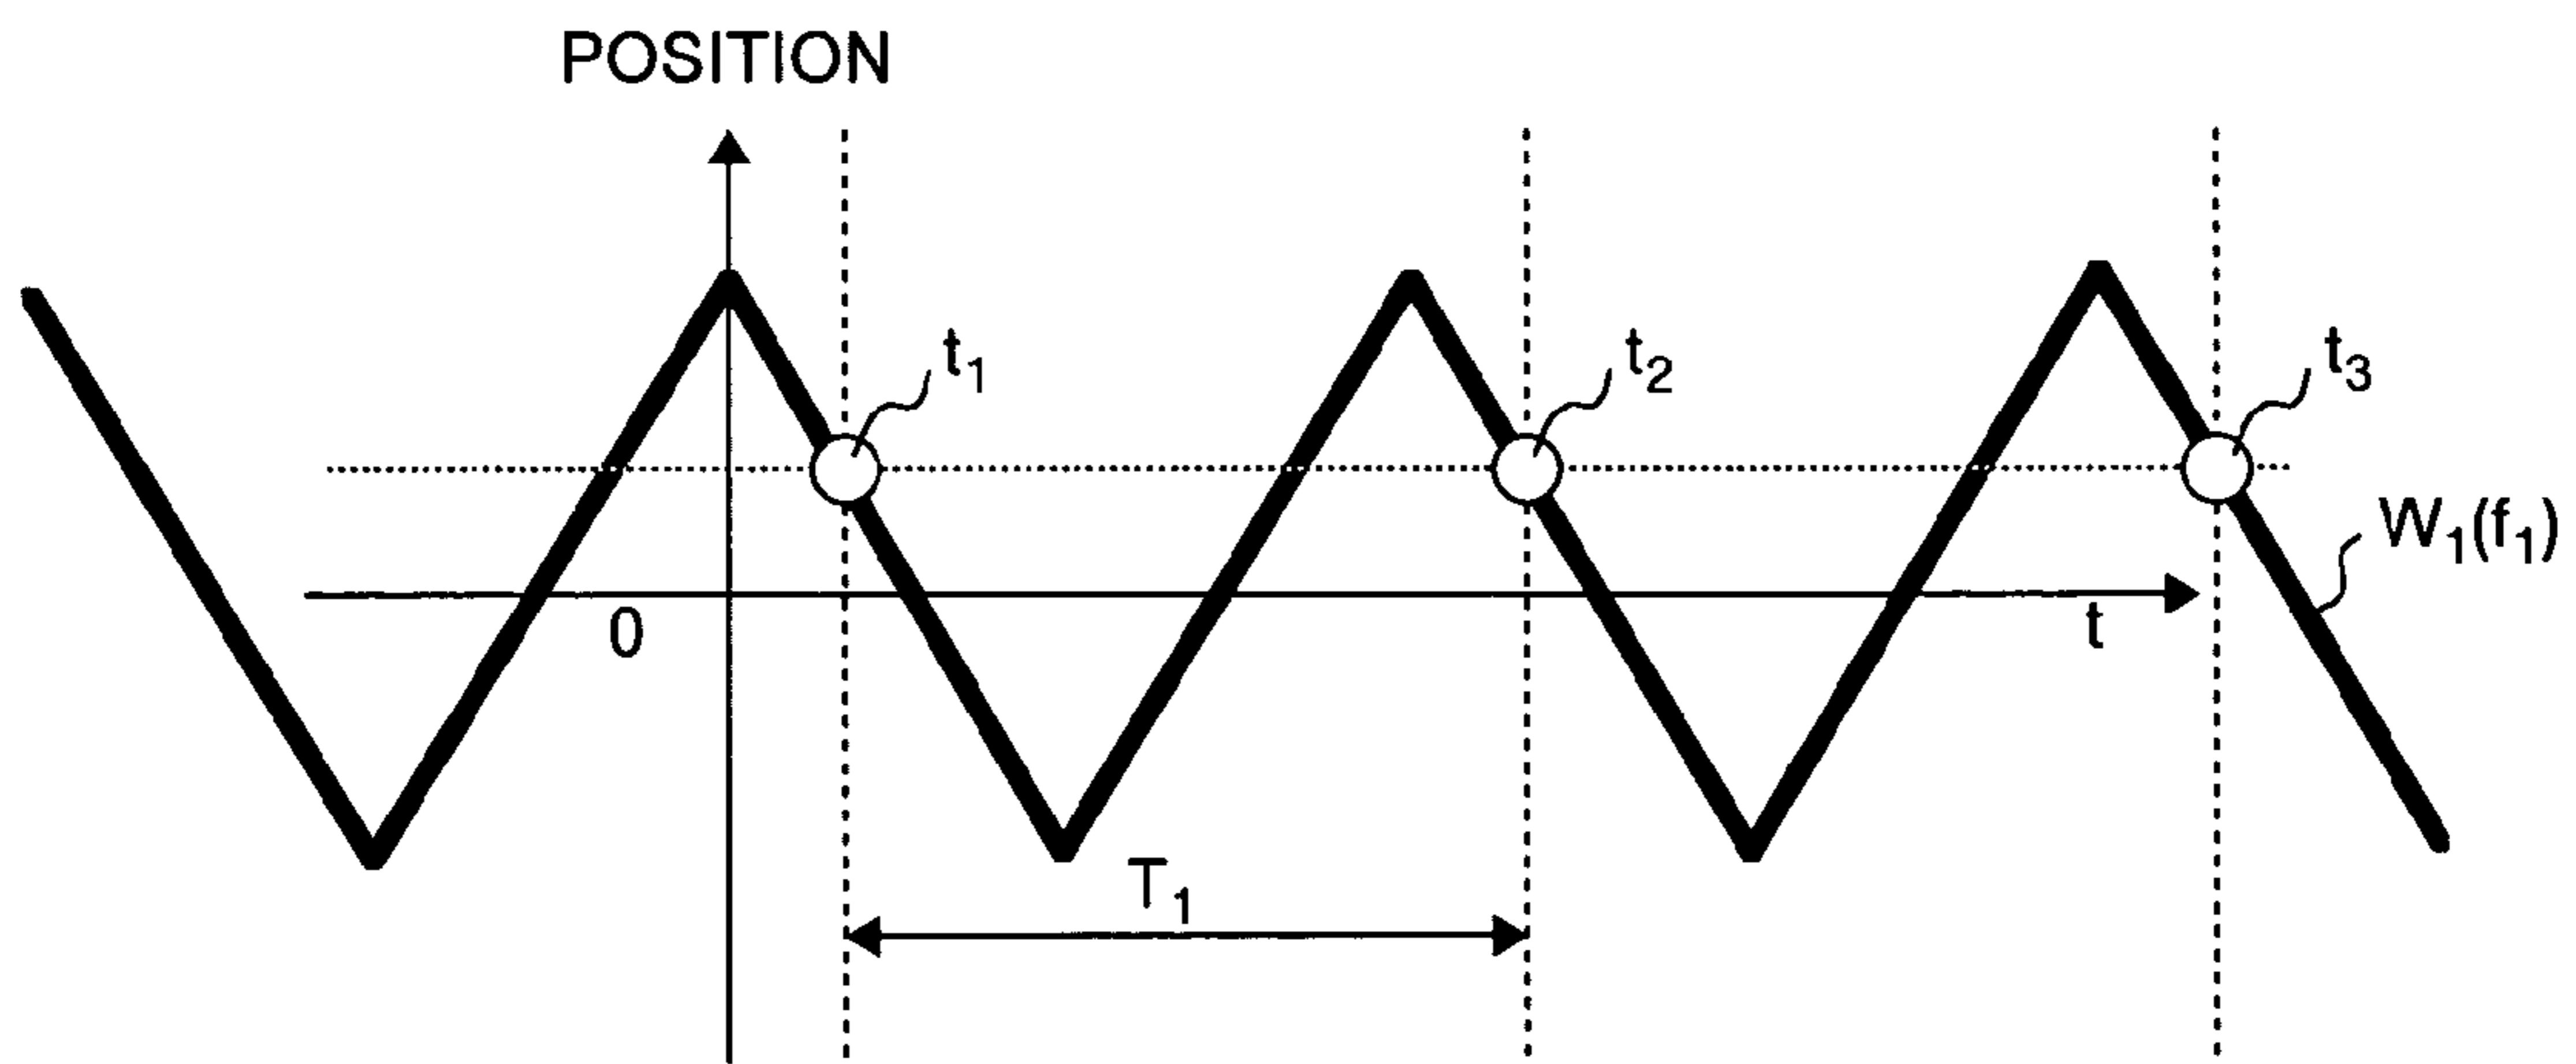 POSITION
t₁
t₂
t₃
W₁(f₁)
0
t
T₁